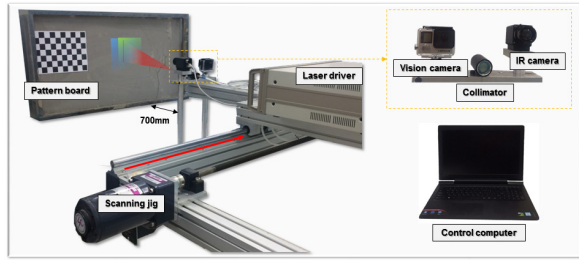 Laser driver
Vision camera
IR camera
Collimator
Pattern board
700mm
Scanning jig
Control computer